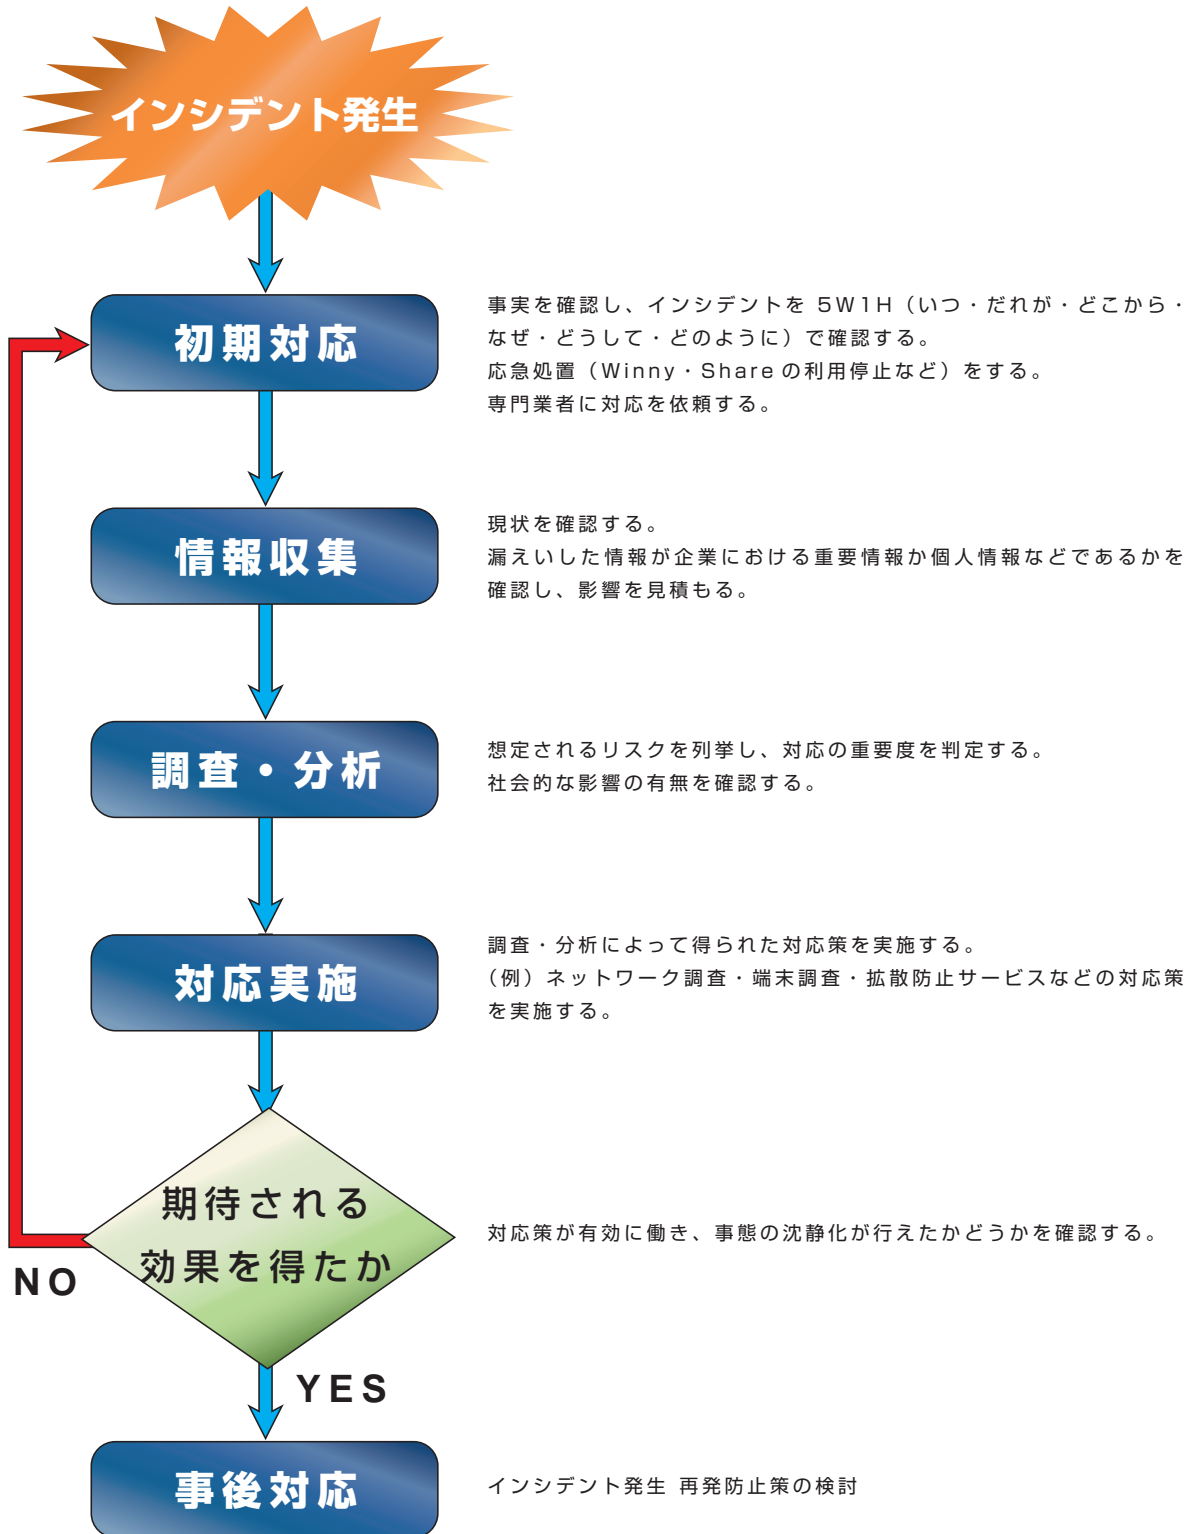 インシデント発生
初期対応
事実を確認し、インシデントを 5W1H（いつ・だれが・どこから・
なぜ・どうして・どのように）で確認する。
応急処置（Winny・Share の利用停止など）をする。
専門業者に対応を依頼する。
情報収集
現状を確認する。
漏えいした情報が企業における重要情報か個人情報などであるかを
確認し、影響を見積もる。
調査・分析
想定されるリスクを列挙し、対応の重要度を判定する。
社会的な影響の有無を確認する。
対応実施
調査・分析によって得られた対応策を実施する。
（例）ネットワーク調査・端末調査・拡散防止サービスなどの対応策
を実施する。
期待される
効果を得たか
対応策が有効に働き、事態の沈静化が行えたかどうかを確認する。
NO
YES
事後対応
インシデント発生 再発防止策の検討